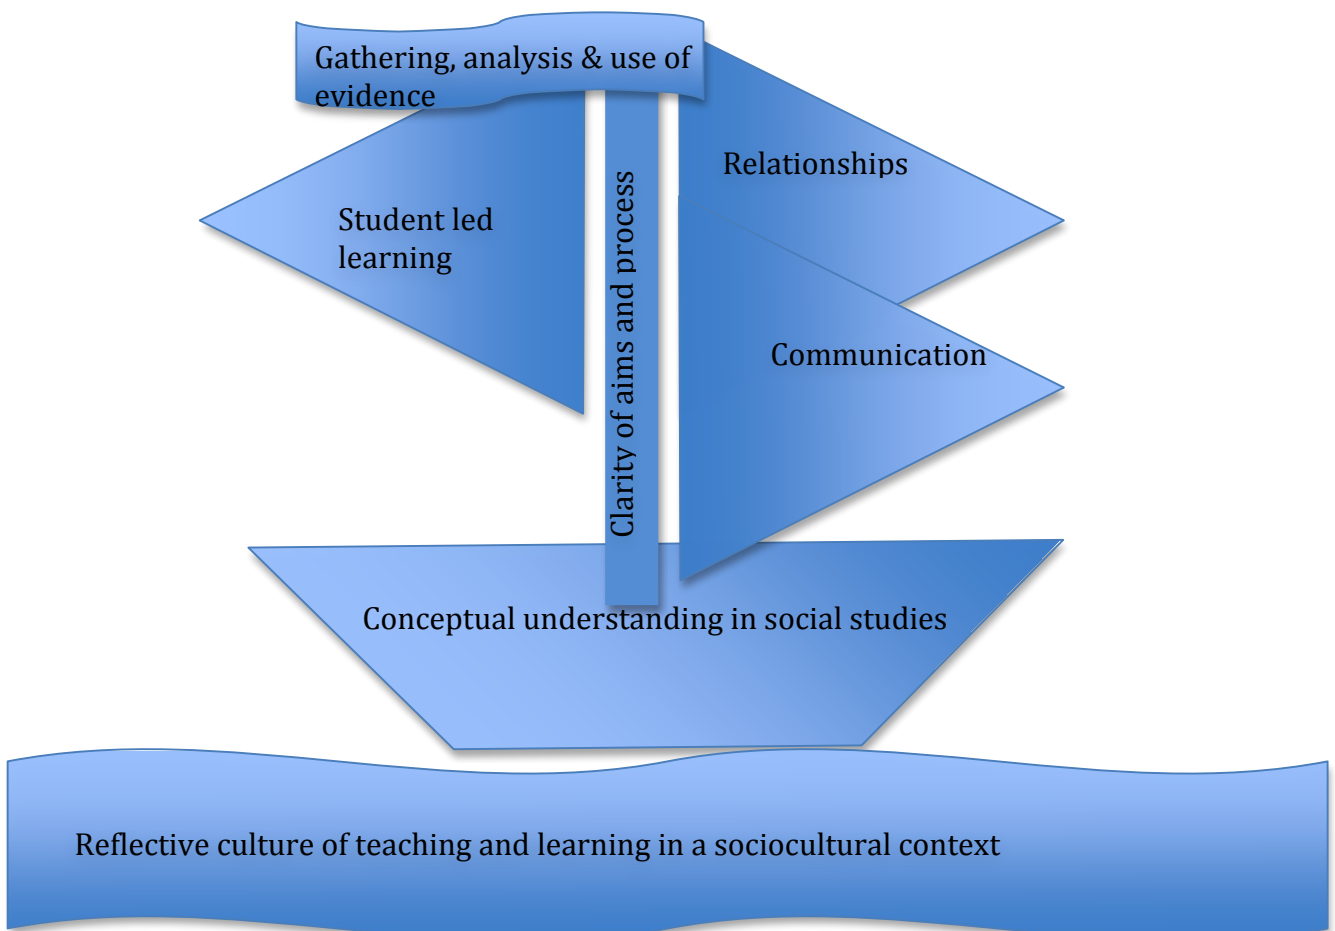 Gathering, analysis & use of
evidence
Relationships
Student led
learning
Clarity of aims and process
Communication
Conceptual understanding in social studies
Reflective culture of teaching and learning in a sociocultural context